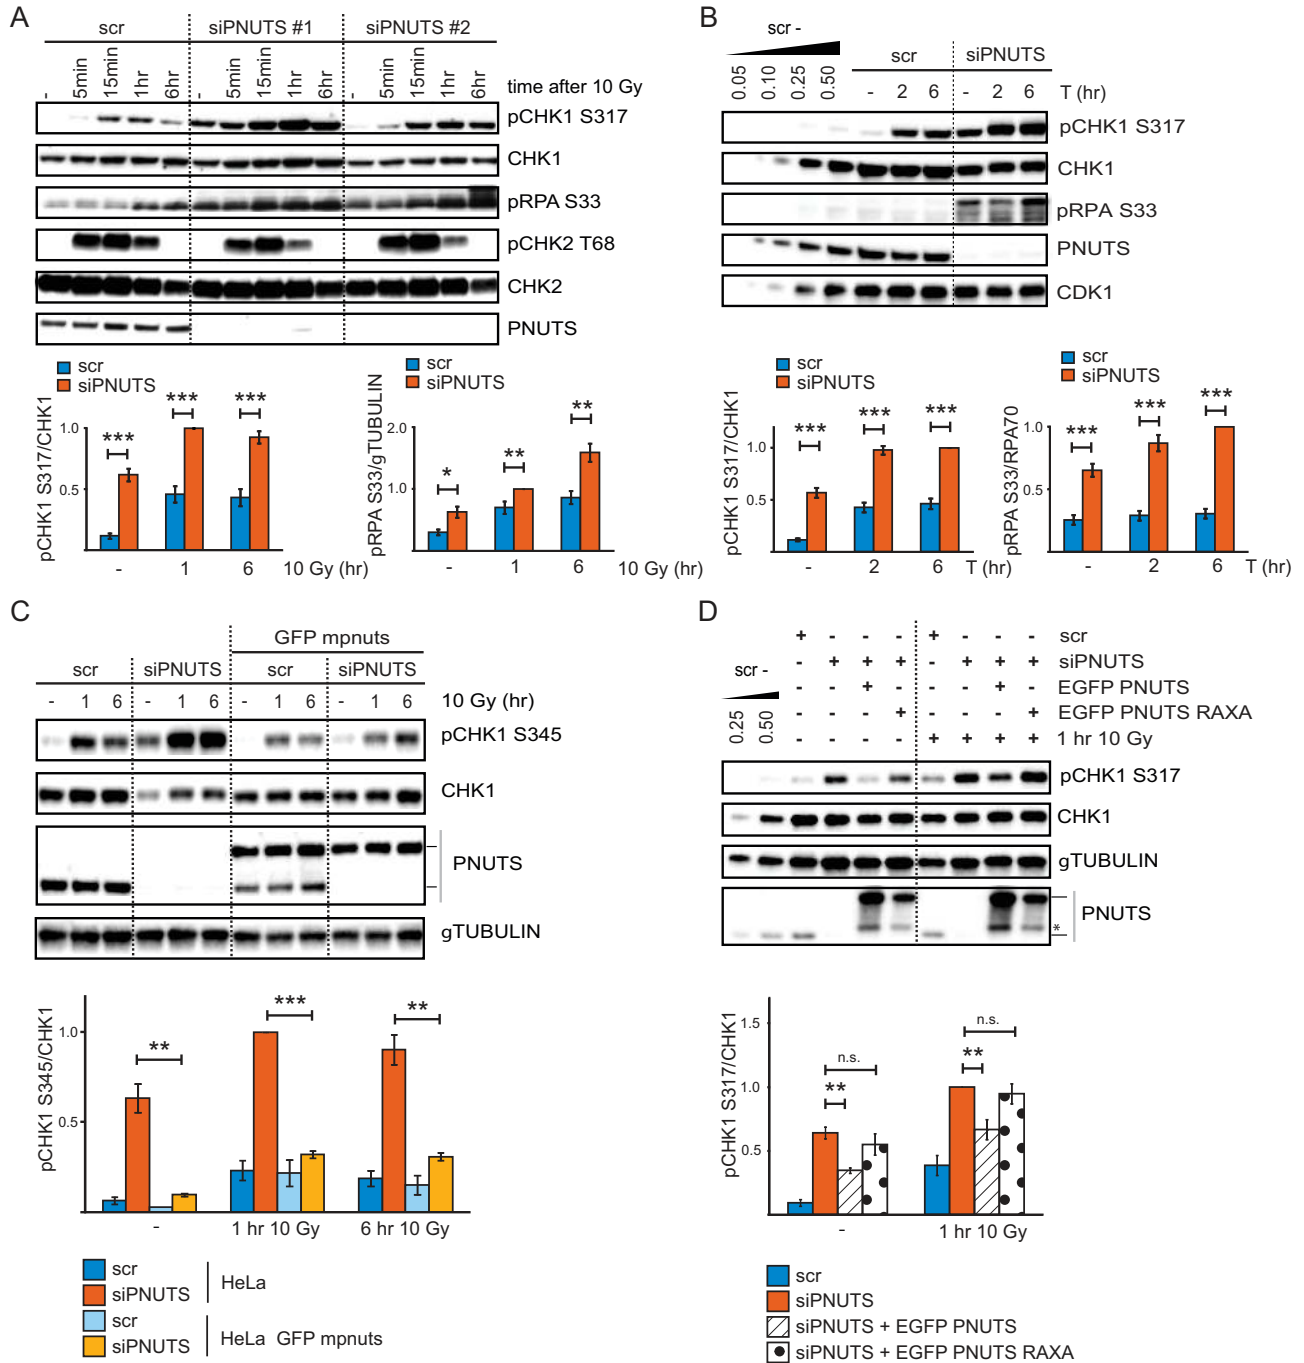 A
scr
siPNUTS #1
siPNUTS #2
- 5min 15min 1hr 6hr - 5min 15min 1hr 6hr - 5min 15min 1hr 6hr
time after 10 Gy
pCHK1 S317
CHK1
pRPA S33
pCHK2 T68
CHK2
PNUTS
scr
siPNUTS
pCHK1 S317/CHK1
1.0
0.5
***
***
***
- 1 6 10 Gy (hr)
scr
siPNUTS
pRPA S33/gTUBULIN
2.0
1.0
*
**
**
- 1 6 10 Gy (hr)
B
scr -
0.05 0.10 0.25 0.50
scr
siPNUTS
- 2 6 - 2 6 T (hr)
pCHK1 S317
CHK1
pRPA S33
PNUTS
CDK1
scr
siPNUTS
pCHK1 S317/CHK1
1.0
0.5
***
***
***
- 2 6 T (hr)
scr
siPNUTS
pRPA S33/RPA70
1.0
0.5
***
***
***
- 2 6 T (hr)
C
GFP mpnuts
scr siPNUTS scr siPNUTS
- 1 6 - 1 6 - 1 6 - 1 6 10 Gy (hr)
pCHK1 S345
CHK1
PNUTS
gTUBULIN
pCHK1 S345/CHK1
1.0
0.5
**
***
**
- 1 hr 10 Gy 6 hr 10 Gy
scr
siPNUTS
HeLa
scr
siPNUTS
HeLa GFP mpnuts
D
scr -
0.25 0.50
+ - - - + - - - scr
- + + + - + + + siPNUTS
- - + - - - + - EGFP PNUTS
- - - + - - - + EGFP PNUTS RAXA
- - - - + + + + 1 hr 10 Gy
pCHK1 S317
CHK1
gTUBULIN
PNUTS
*
pCHK1 S317/CHK1
1.5
1.0
0.5
n.s.
**
n.s.
**
- 1 hr 10 Gy
scr
siPNUTS
siPNUTS + EGFP PNUTS
siPNUTS + EGFP PNUTS RAXA